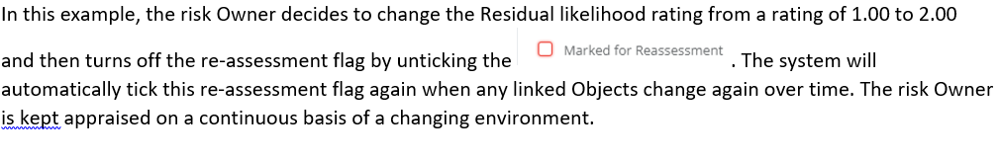 In this example, the risk Owner decides to change the Residual likelihood rating from a rating of 1.00 to 2.00
and then turns off the re-assessment flag by unticking the Marked for Reassessment . The system will
automatically tick this re-assessment flag again when any linked Objects change again over time. The risk Owner
is kept appraised on a continuous basis of a changing environment.